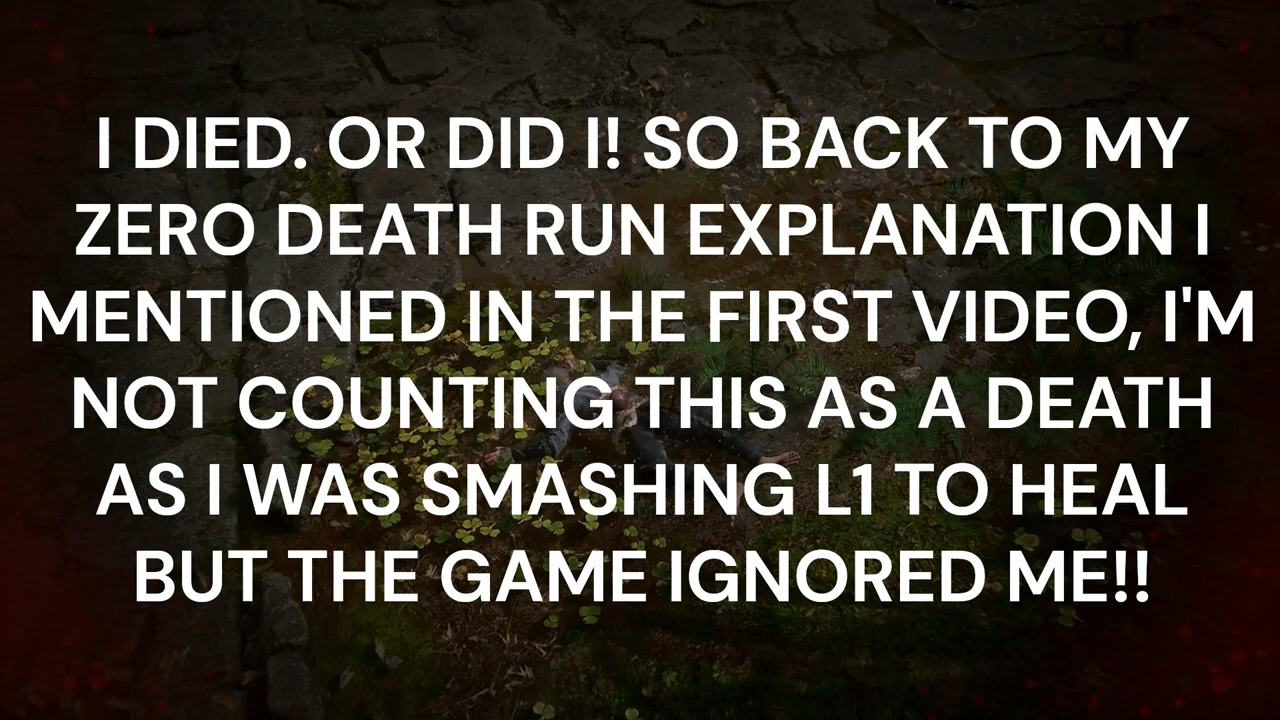 I DIED. OR DID I! SO BACK TO MY
ZERO DEATH RUN EXPLANATION I
MENTIONED IN THE FIRST VIDEO, I'M
NOT COUNTING THIS AS A DEATH
AS I WAS SMASHING L1 TO HEAL
BUT THE GAME IGNORED ME!!